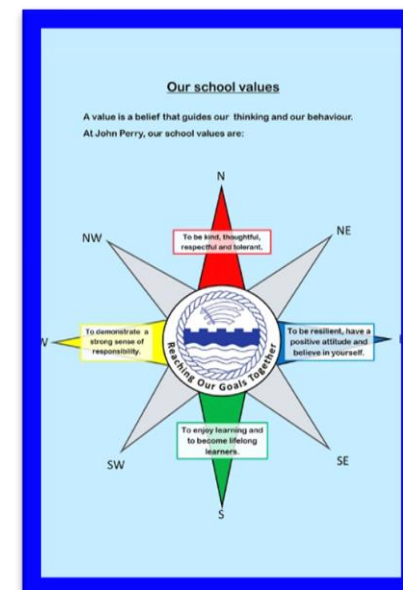 Our school values
A value is a belief that guides our thinking and our behaviour.
At John Perry, our school values are:
N
NW
NE
To be kind, thoughtful,
respectful and tolerant.
To demonstrate a
strong sense of
responsibility.
To be resilient, have a
positive attitude and
believe in yourself.
Reaching Our Goals Together
To enjoy learning and
to become lifelong
learners.
SW
SE
S